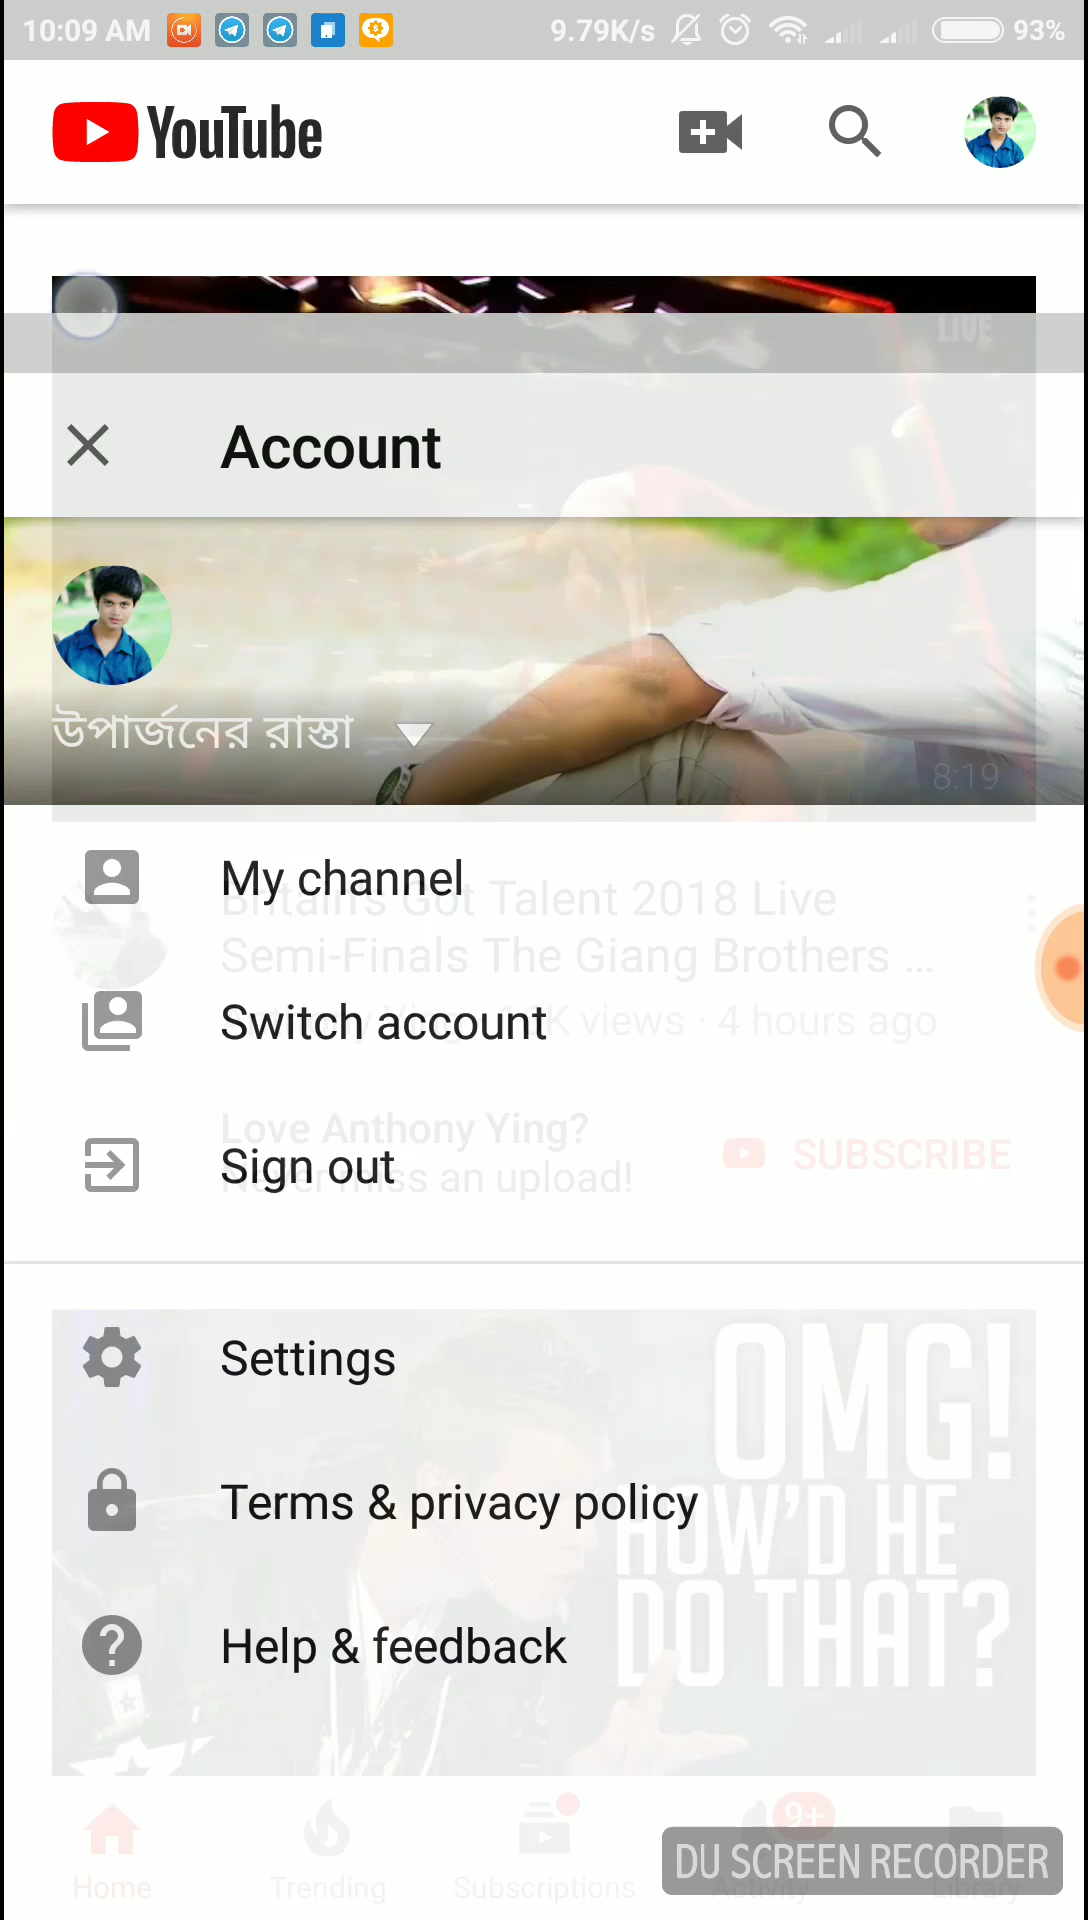 10:09 AM 9.79K/s 93%
YouTube
LIVE
Account
উপার্জনের রাস্তা
8:19
My channel
Britain's Got Talent 2018 Live
Semi-Finals The Giang Brothers ...
Switch account
Ying K views · 4 hours ago
Love Anthony Ying?
Sign out
Never miss an upload!
SUBSCRIBE
Settings
OMG!
HOW'D HE
DO THAT?
Terms & privacy policy
Help & feedback
9+
DU SCREEN RECORDER
Home Trending Subscriptions Activity Library